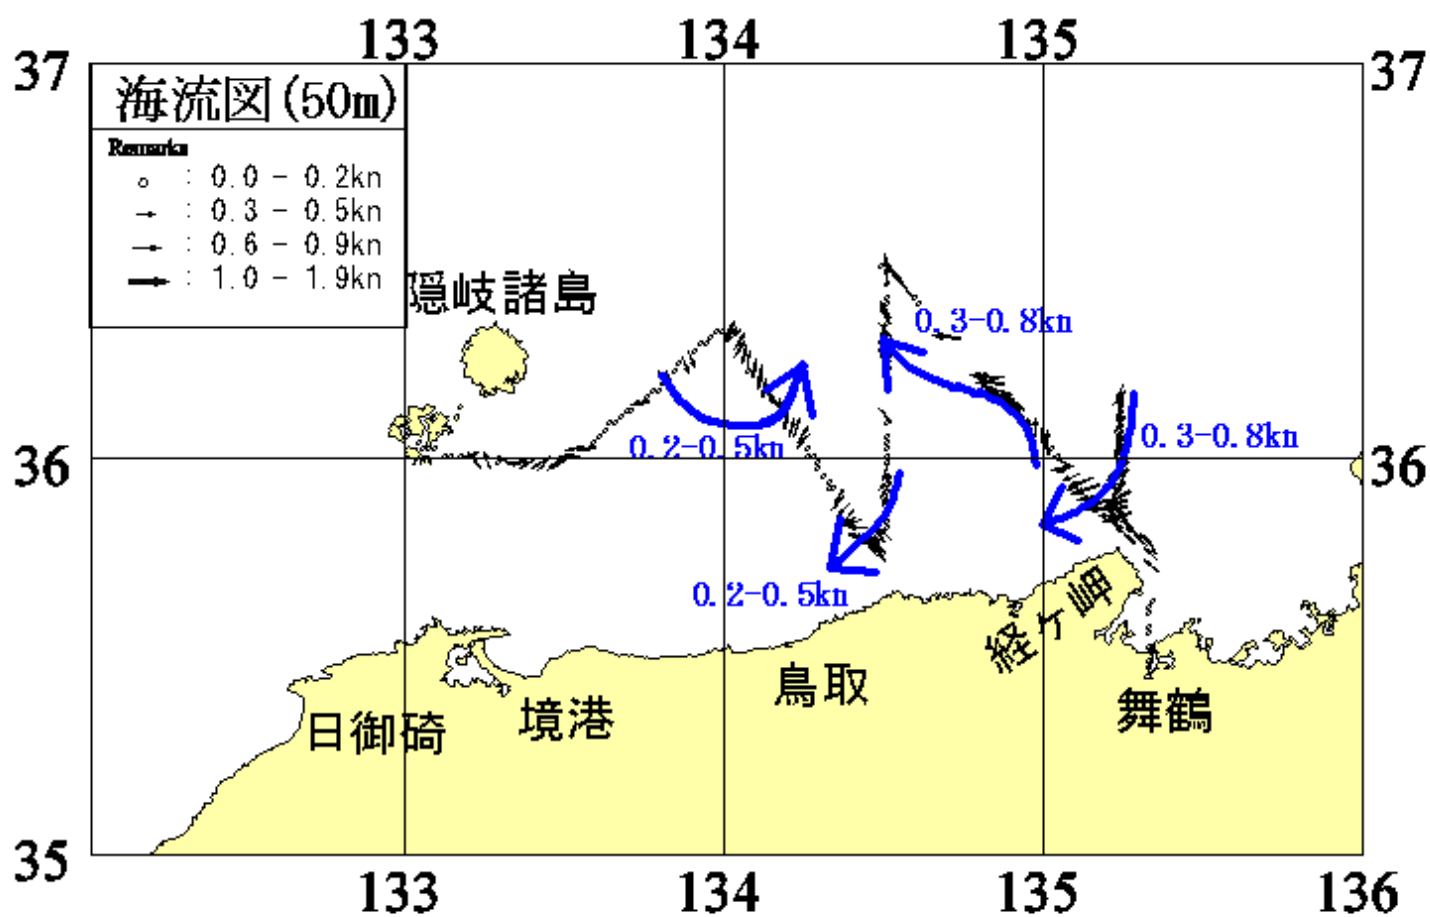 133 134 135
37 37
海流図(50m)
Remarks
: 0.0 - 0.2kn
: 0.3 - 0.5kn
: 0.6 - 0.9kn
: 1.0 - 1.9kn
隠岐諸島
0.3-0.8kn
0.3-0.8kn
0.2-0.5kn
36 36
0.2-0.5kn
経ケ岬
鳥取
舞鶴
境港
日御碕
35 35
133 134 135 136